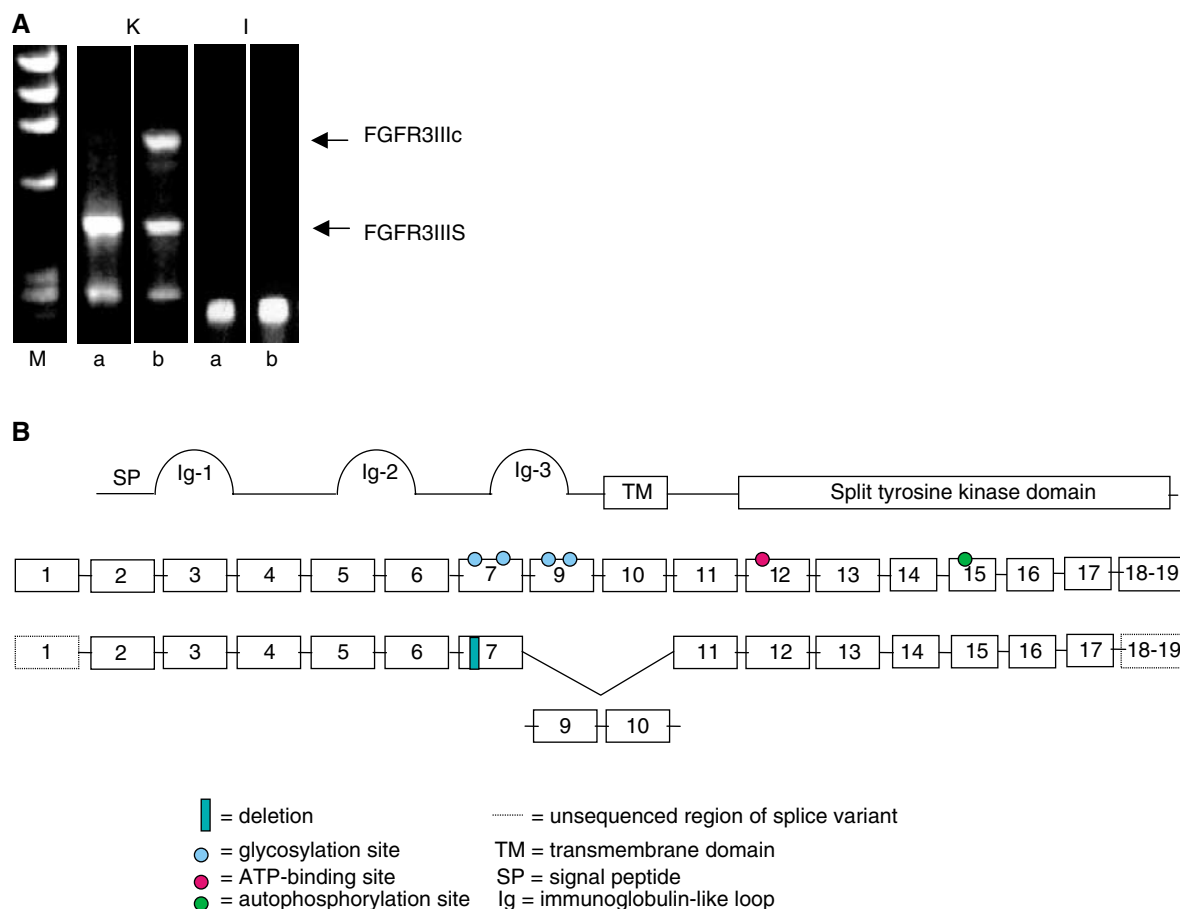 A
K I
FGFR3IIIc
FGFR3IIIS
M a b a b
B
SP Ig-1 Ig-2 Ig-3 TM Split tyrosine kinase domain
1 2 3 4 5 6 7 9 10 11 12 13 14 15 16 17 18-19
1 2 3 4 5 6 7 11 12 13 14 15 16 17 18-19
9 10
= deletion = unsequenced region of splice variant
= glycosylation site TM = transmembrane domain
= ATP-binding site SP = signal peptide
= autophosphorylation site Ig = immunoglobulin-like loop